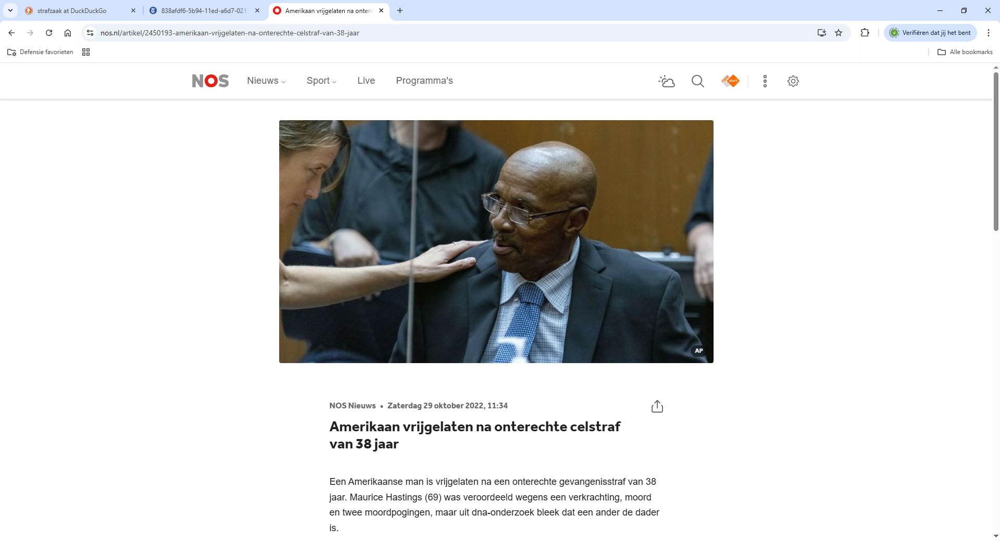 strafzaak at DuckDuckGo
838afdf6-5b94-11ed-a6d7-021
Amerikaan vrijgelaten na onter
nos.nl/artikel/2450193-amerikaan-vrijgelaten-na-onterechte-celstraf-van-38-jaar
Verifiëren dat jij het bent
Defensie favorieten
Alle bookmarks
NOS
Nieuws
Sport
Live
Programma's
npo start
AP
NOS Nieuws • Zaterdag 29 oktober 2022, 11:34
Amerikaan vrijgelaten na onterechte celstraf
van 38 jaar
Een Amerikaanse man is vrijgelaten na een onterechte gevangenisstraf van 38
jaar. Maurice Hastings (69) was veroordeeld wegens een verkrachting, moord
en twee moordpogingen, maar uit dna-onderzoek bleek dat een ander de dader
is.